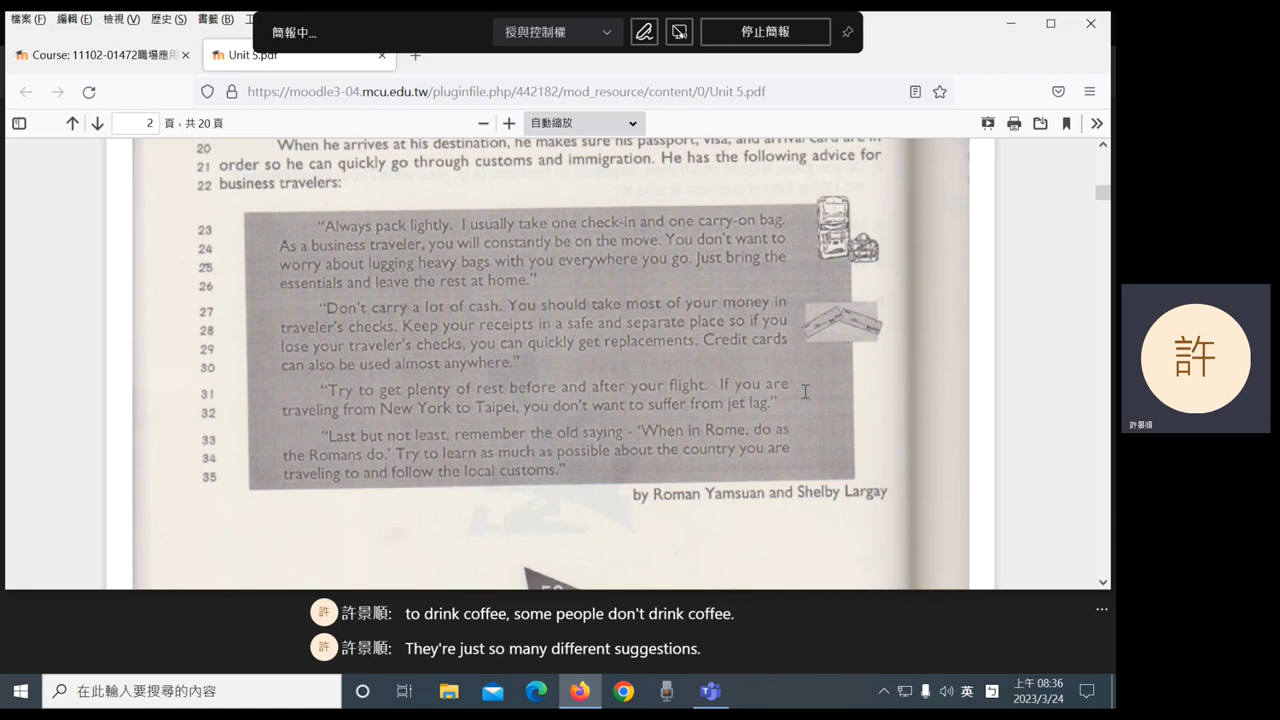 檔案 (F) 編輯 (E) 檢視 (V) 歷史 (S) 書籤 (B)
簡報中... 授與控制權 停止簡報
Course: 11102-01472職場應用 Unit 5.pdf
https://moodle3-04.mcu.edu.tw/pluginfile.php/442182/mod_resource/content/0/Unit 5.pdf
2 頁，共 20 頁 自動縮放
20 When he arrives at his destination, he makes sure his passport, visa, and arrival card are in
21 order so he can quickly go through customs and immigration. He has the following advice for
22 business travelers:
23 “Always pack lightly. I usually take one check-in and one carry-on bag.
24 As a business traveler, you will constantly be on the move. You don't want to
25 worry about lugging heavy bags with you everywhere you go. Just bring the
26 essentials and leave the rest at home.”
27 “Don't carry a lot of cash. You should take most of your money in
28 traveler's checks. Keep your receipts in a safe and separate place so if you
29 lose your traveler's checks, you can quickly get replacements. Credit cards
30 can also be used almost anywhere.”
31 “Try to get plenty of rest before and after your flight. If you are
32 traveling from New York to Taipei, you don't want to suffer from jet lag.”
33 “Last but not least, remember the old saying - ‘When in Rome, do as
34 the Romans do.’ Try to learn as much as possible about the country you are
35 traveling to and follow the local customs.”
by Roman Yamsuan and Shelby Largay
許
許景順
許 許景順: to drink coffee, some people don't drink coffee.
許 許景順: They're just so many different suggestions.
在此輸入要搜尋的內容
英
上午 08:36
2023/3/24